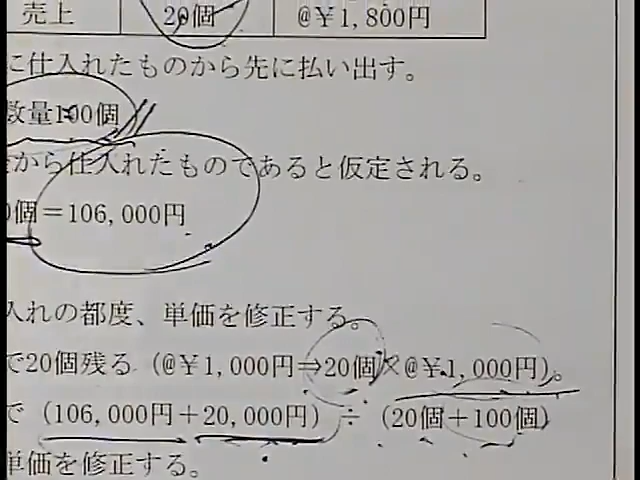 売上 20個 @￥1,800円
に仕入れたものから先に払い出す。
数量100個
から仕入れたものであると仮定される。
0個＝106,000円
入れの都度、単価を修正する。
で20個残る（@￥1,000円⇒20個×@￥1,000円）。
で（106,000円＋20,000円）÷（20個＋100個）
単価を修正する。